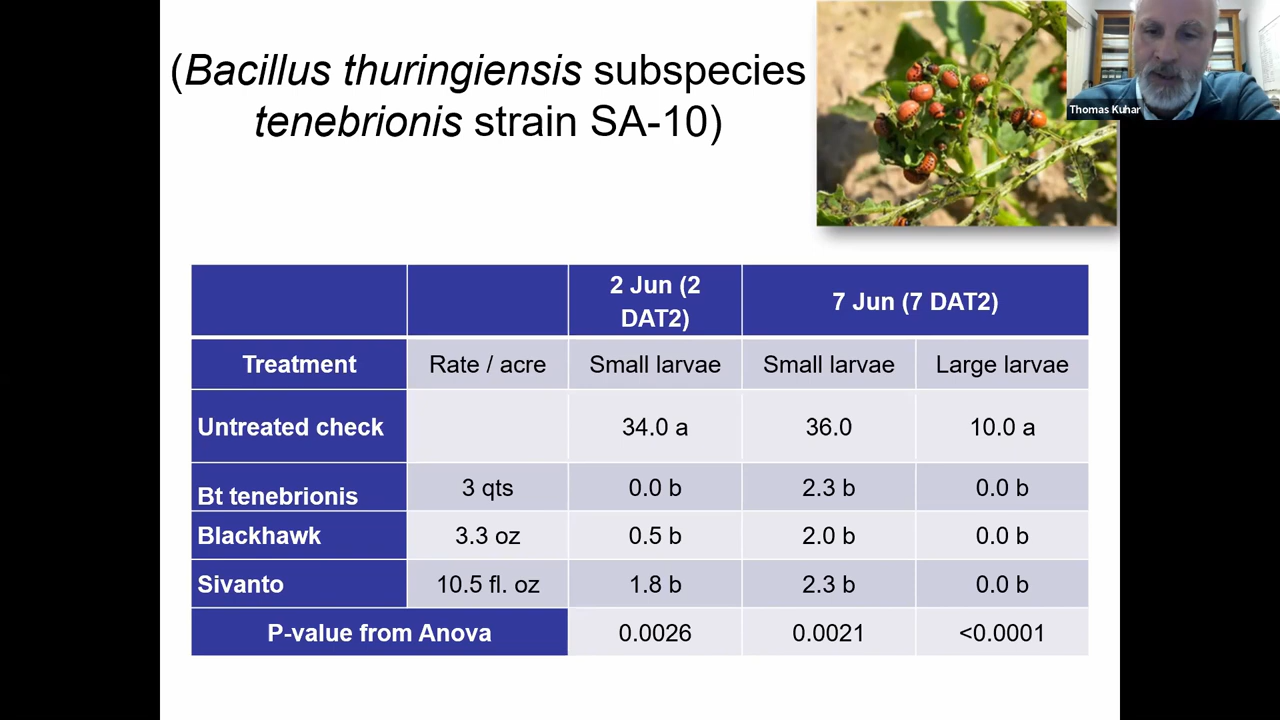 (Bacillus thuringiensis subspecies
tenebrionis strain SA-10)
Thomas Kuhar
2 Jun (2
DAT2)
7 Jun (7 DAT2)
Treatment
Rate / acre
Small larvae
Small larvae
Large larvae
Untreated check
34.0 a
36.0
10.0 a
Bt tenebrionis
3 qts
0.0 b
2.3 b
0.0 b
Blackhawk
3.3 oz
0.5 b
2.0 b
0.0 b
Sivanto
10.5 fl. oz
1.8 b
2.3 b
0.0 b
P-value from Anova
0.0026
0.0021
<0.0001